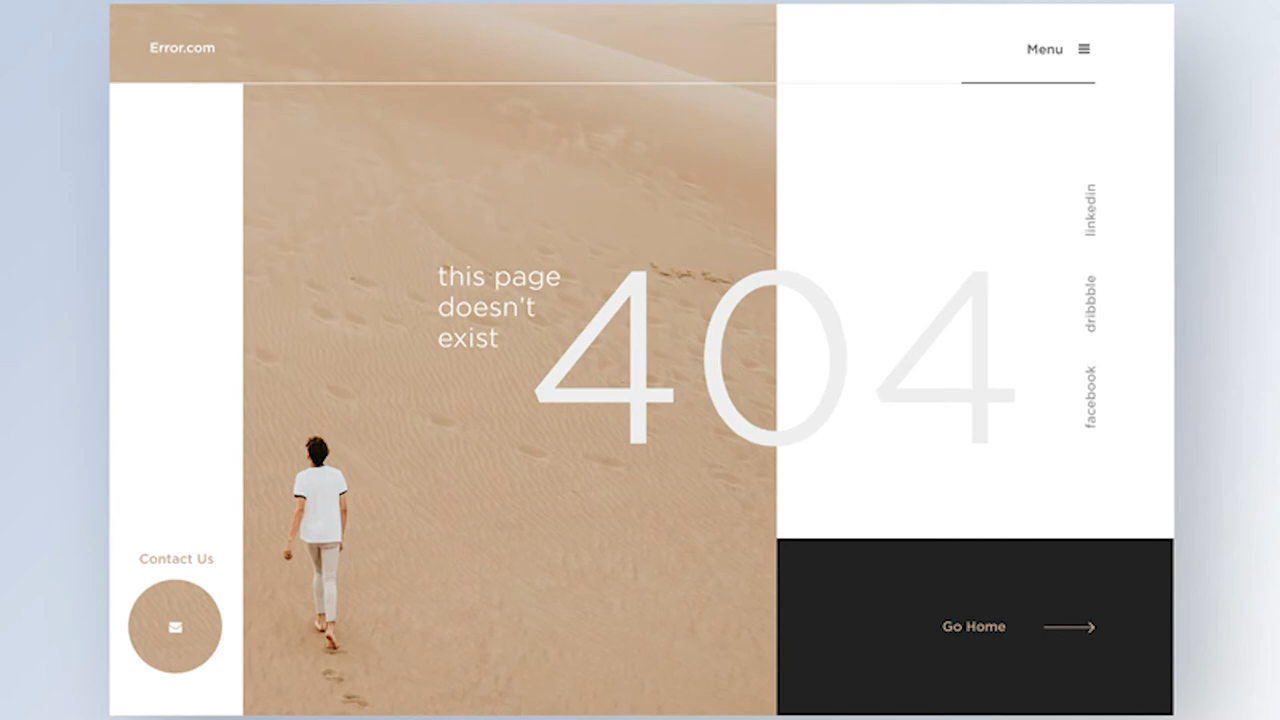 Error.com
Menu
this page
doesn't
exist
404
linkedin
dribbble
facebook
Contact Us
Go Home